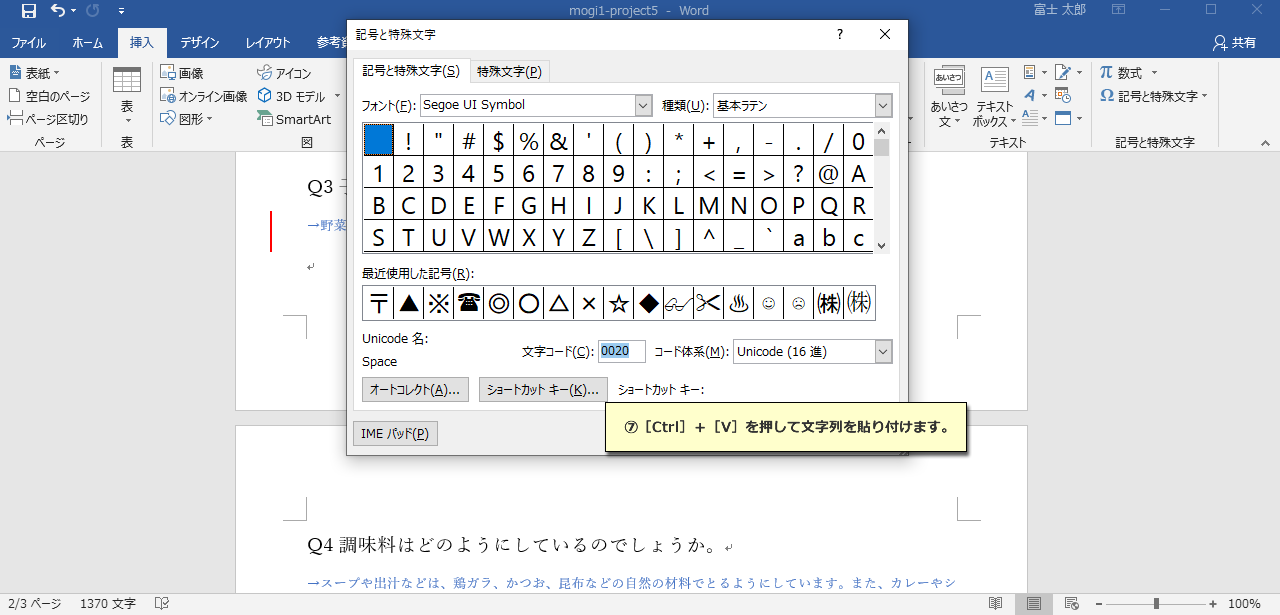 mogi1-project5 - Word
富士 太郎
ファイル ホーム 挿入 デザイン レイアウト 参考資
共有
表紙
空白のページ
ページ区切り
ページ
表
表
画像
オンライン画像
図形
アイコン
3D モデル
SmartArt
図
あいさつ
あいさつ文
テキスト ボックス
テキスト
π 数式
Ω 記号と特殊文字
記号と特殊文字
記号と特殊文字
?
記号と特殊文字(S) 特殊文字(P)
フォント(F): Segoe UI Symbol 種類(U): 基本ラテン
! " # $ % & ' ( ) * + , - . / 0
1 2 3 4 5 6 7 8 9 : ; < = > ? @ A
B C D E F G H I J K L M N O P Q R
S T U V W X Y Z [ \ ] ^ _ ` a b c
最近使用した記号(R):
〒 ▲ ※ ☎ ◎ 〇 △ × ☆ ◆ 👓 ✂ ♨ ☺ ☹ ㈱ ㈱
Unicode 名:
Space
文字コード(C): 0020 コード体系(M): Unicode (16 進)
オートコレクト(A)... ショートカット キー(K)... ショートカット キー:
IME パッド(P)
⑦［Ctrl］＋［V］を押して文字列を貼り付けます。
Q3
→野菜
Q4 調味料はどのようにしているのでしょうか。
→スープや出汁などは、鶏ガラ、かつお、昆布などの自然の材料でとるようにしています。また、カレーやシ
2/3 ページ 1370 文字
100%